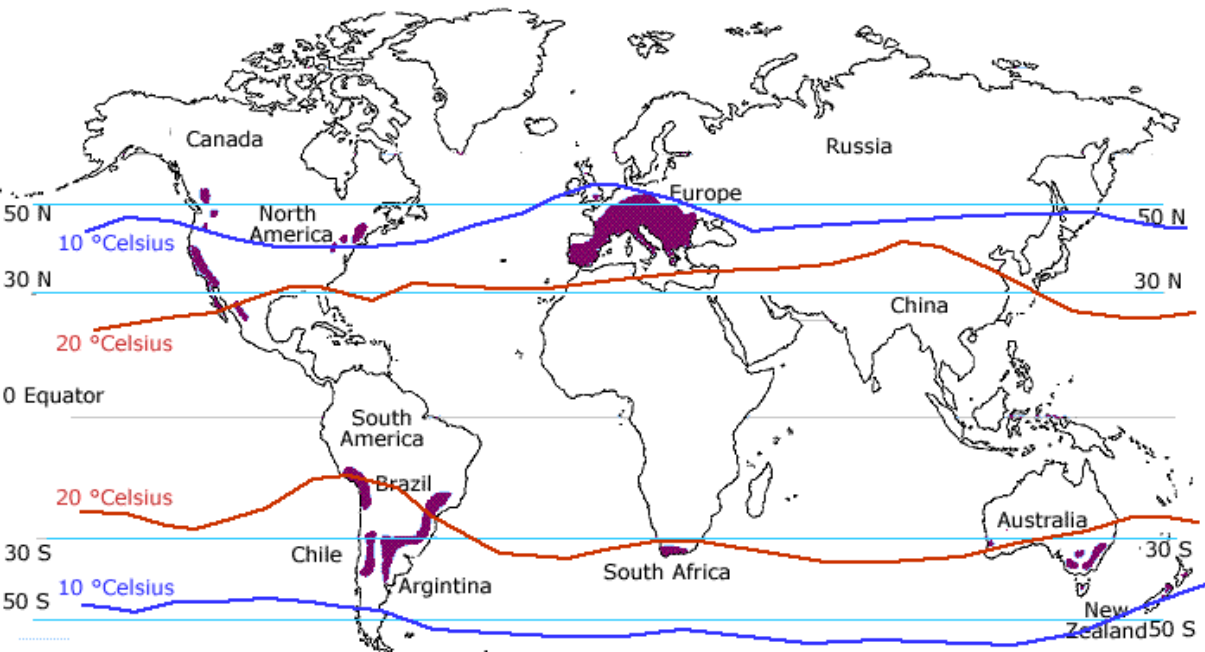 Canada
Russia
Europe
50 N
North
America
50 N
10 °Celsius
30 N
30 N
China
20 °Celsius
0 Equator
South
America
Brazil
20 °Celsius
Australia
Chile
30 S
30 S
South Africa
Argintina
10 °Celsius
50 S
New
Zealand
50 S